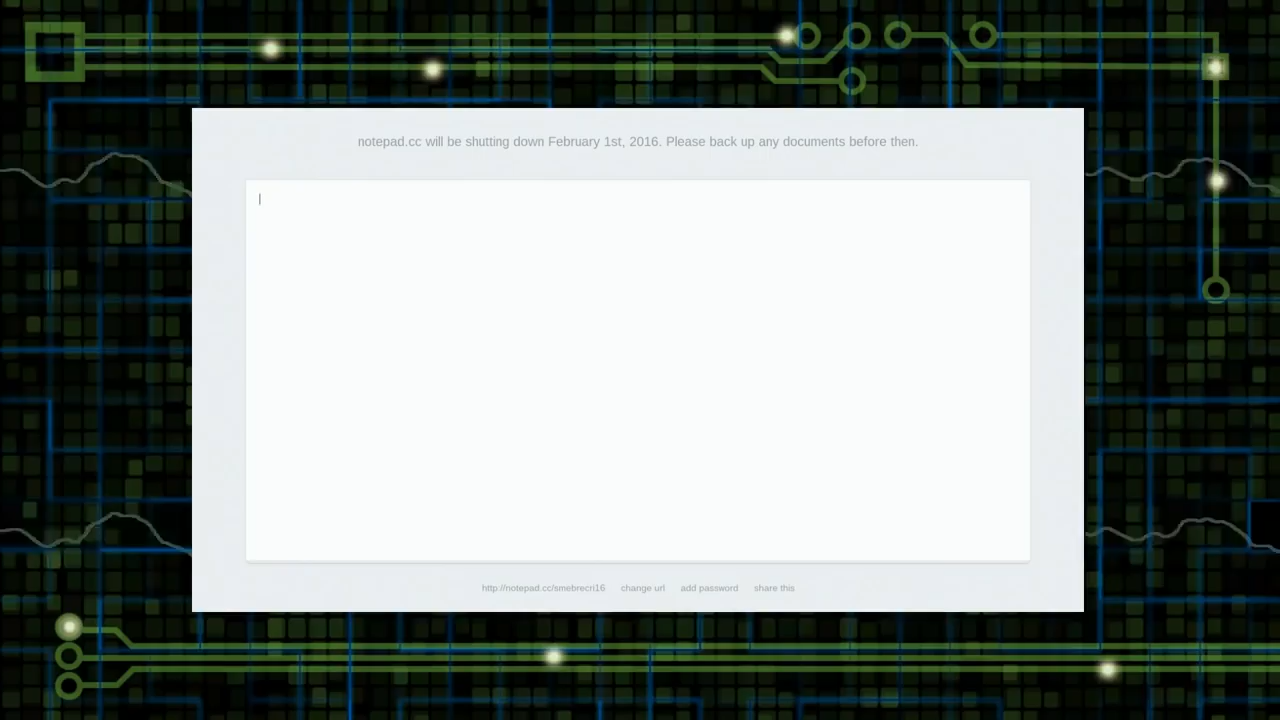 notepad.cc will be shutting down February 1st, 2016. Please back up any documents before then.
http://notepad.cc/smebrecri16 change url add password share this